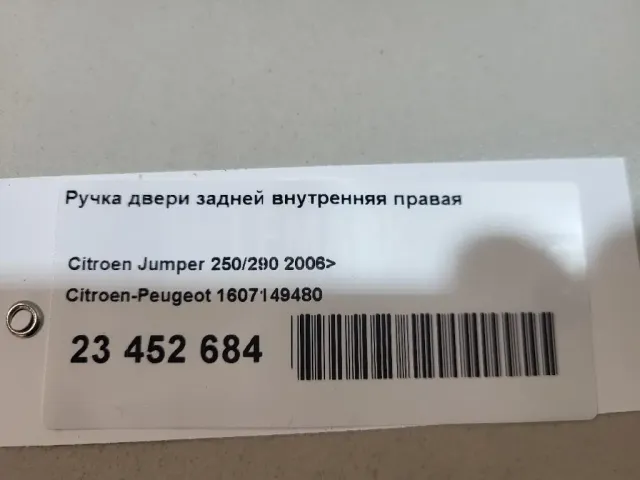 Ручка двери задней внутренняя правая
Citroen Jumper 250/290 2006>
Citroen-Peugeot 1607149480
23 452 684